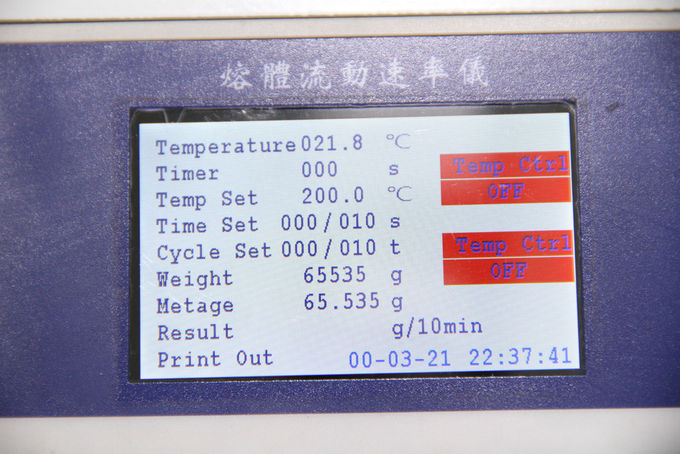 熔體流動速率儀
Temperature 021.8 ℃
Timer 000 s
Temp Ctrl
OFF
Temp Set 200.0 ℃
Time Set 000/010 s
Cycle Set 000/010 t
Temp Ctrl
OFF
Weight 65535 g
Metage 65.535 g
Result g/10min
Print Out 00-03-21 22:37:41